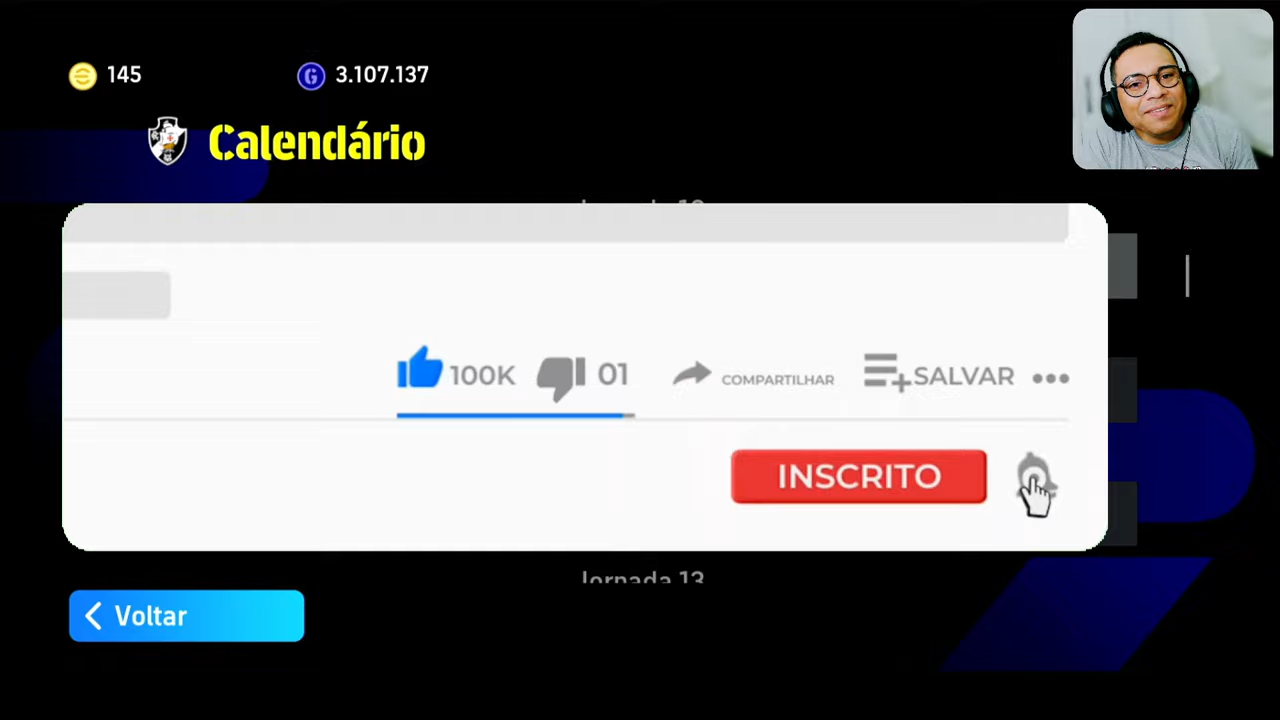 145
3.107.137
Calendário
100K
01
COMPARTILHAR
SALVAR
INSCRITO
Jornada 13
Voltar